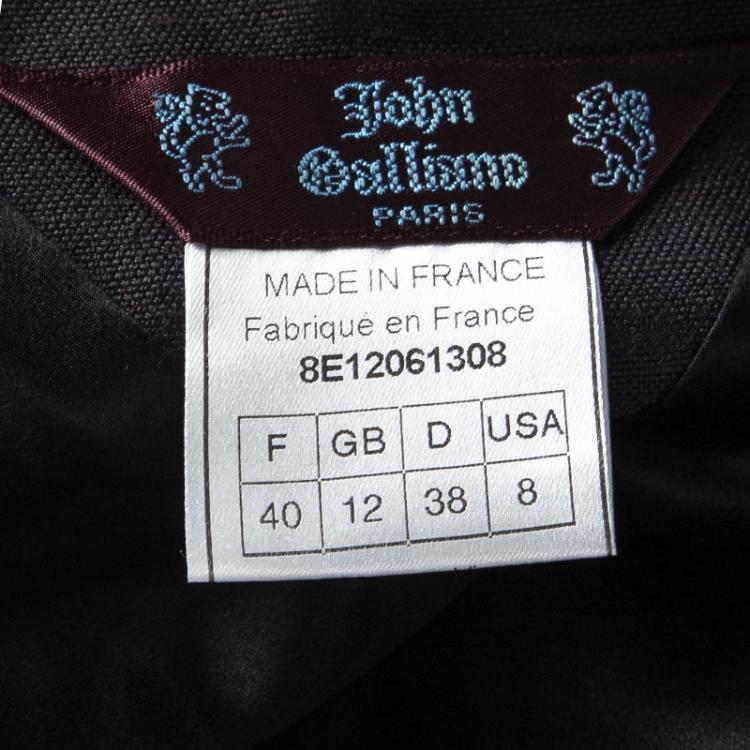 John
Galliano
PARIS
MADE IN FRANCE
Fabriqué en France
8E12061308
F GB D USA
40 12 38 8